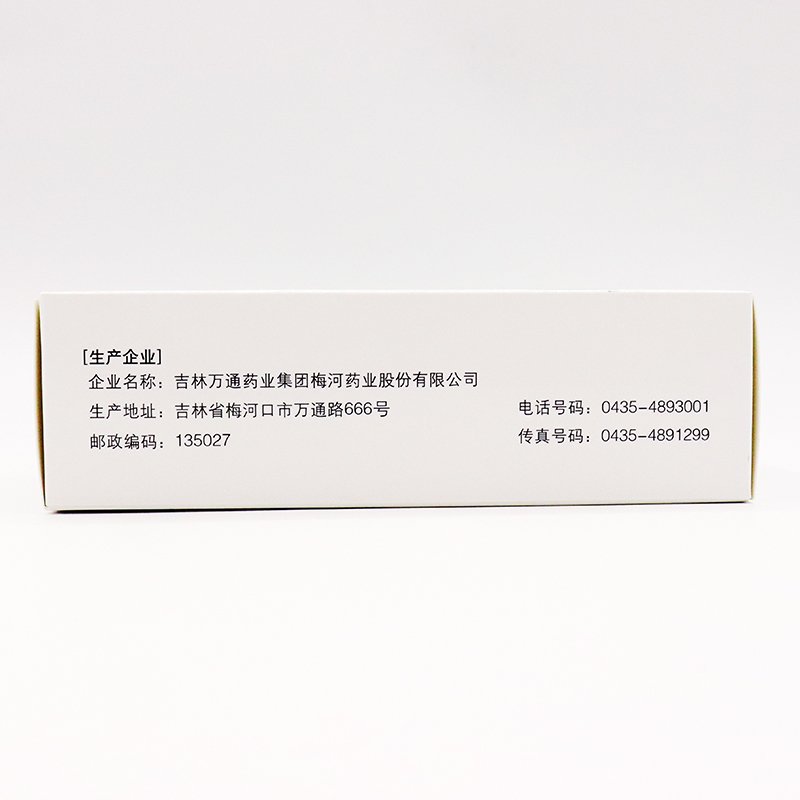 [生产企业]
企业名称：吉林万通药业集团梅河药业股份有限公司
生产地址：吉林省梅河口市万通路666号
邮政编码：135027
电话号码：0435-4893001
传真号码：0435-4891299